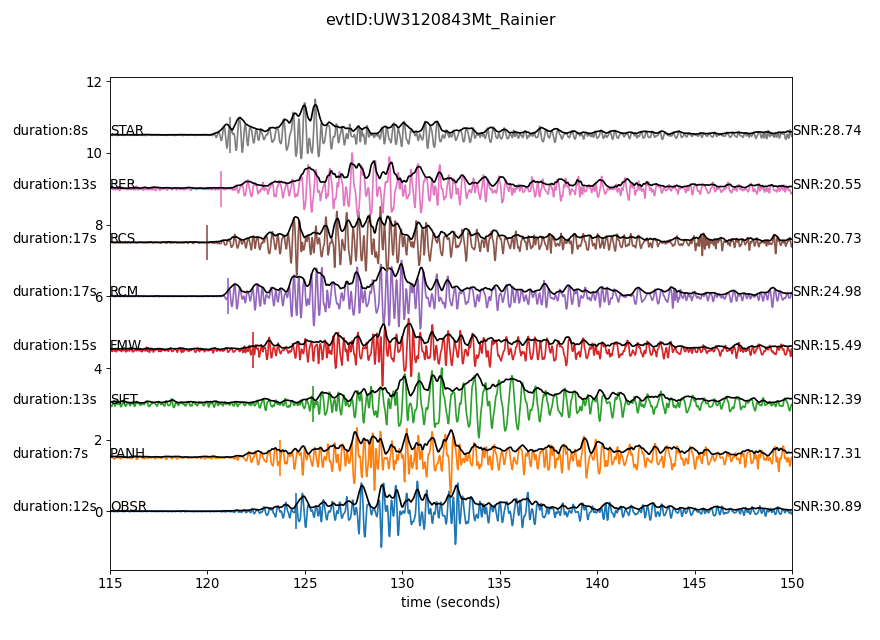 evtID:UW3120843Mt_Rainier
12
duration:8s STAR SNR:28.74
10
duration:13s RER SNR:20.55
8
duration:17s RCS SNR:20.73
duration:17s RCM SNR:24.98
6
duration:15s FMW SNR:15.49
4
duration:13s SIFT SNR:12.39
2
duration:7s PANH SNR:17.31
duration:12s OBSR SNR:30.89
0
115 120 125 130 135 140 145 150
time (seconds)